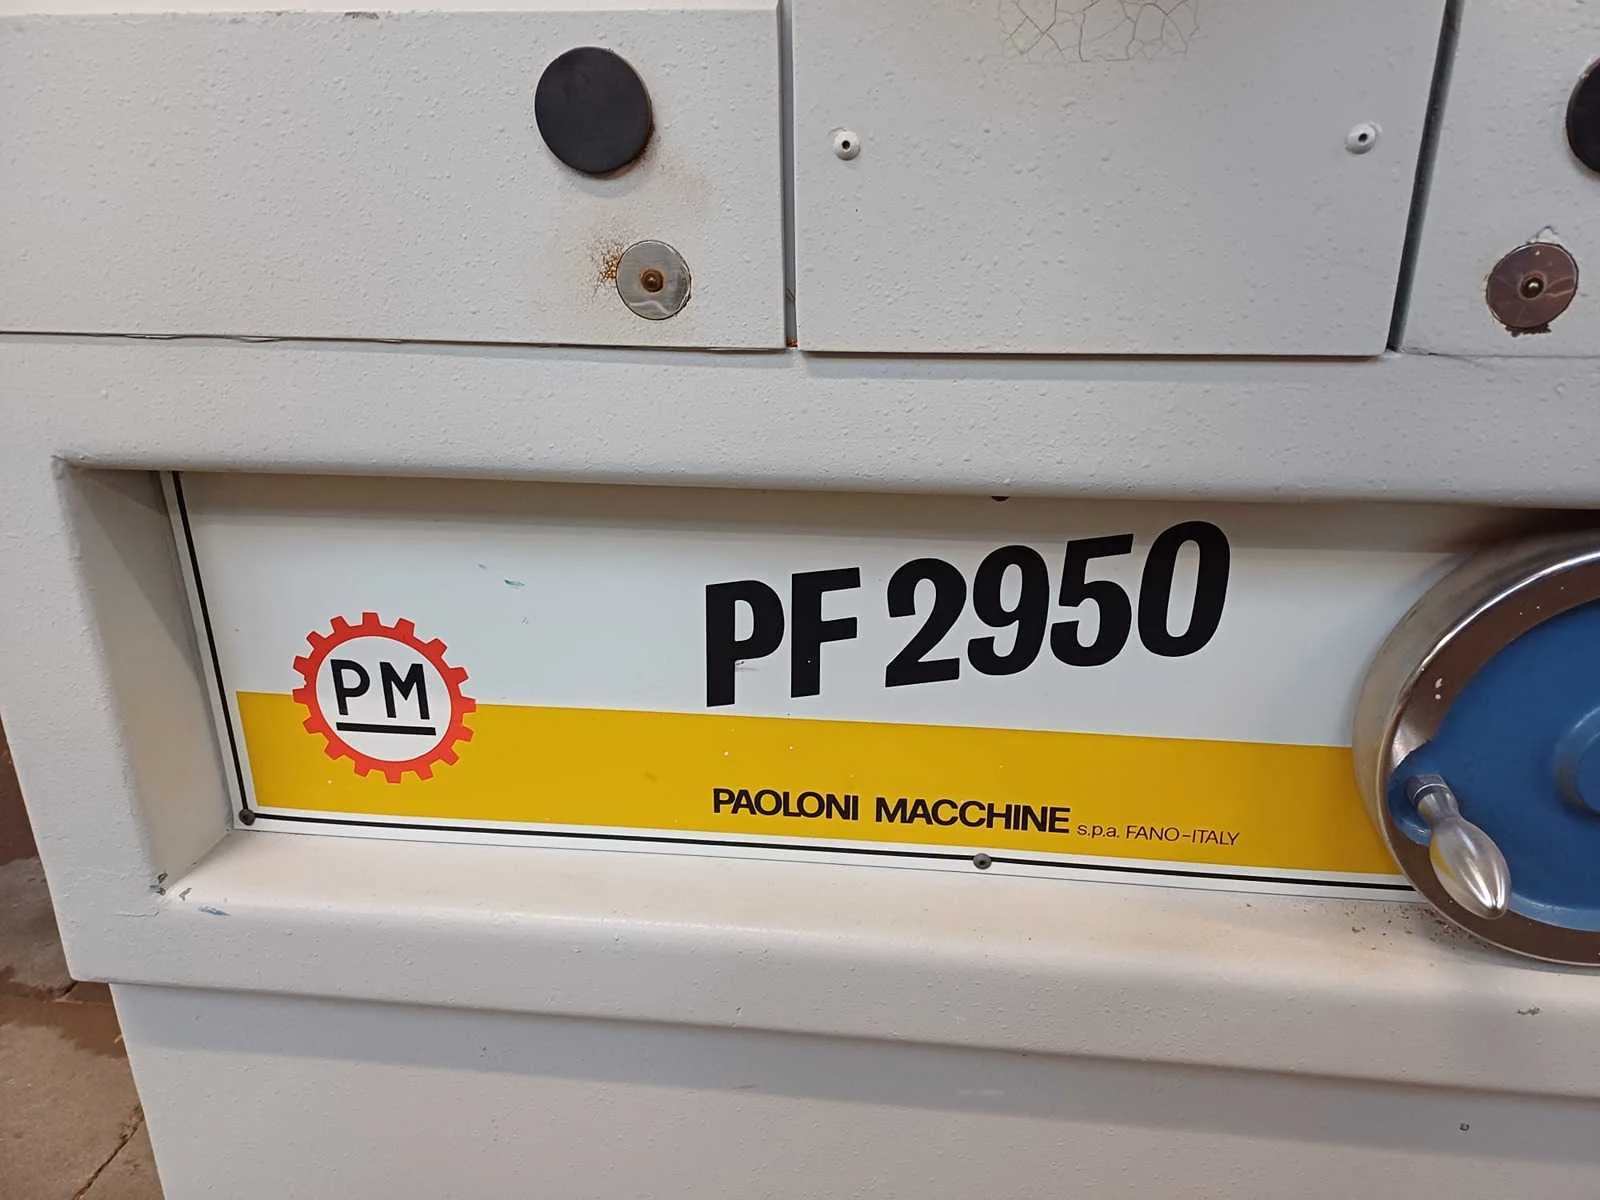 PF 2950
PM
PAOLONI MACCHINE s.p.a. FANO-ITALY